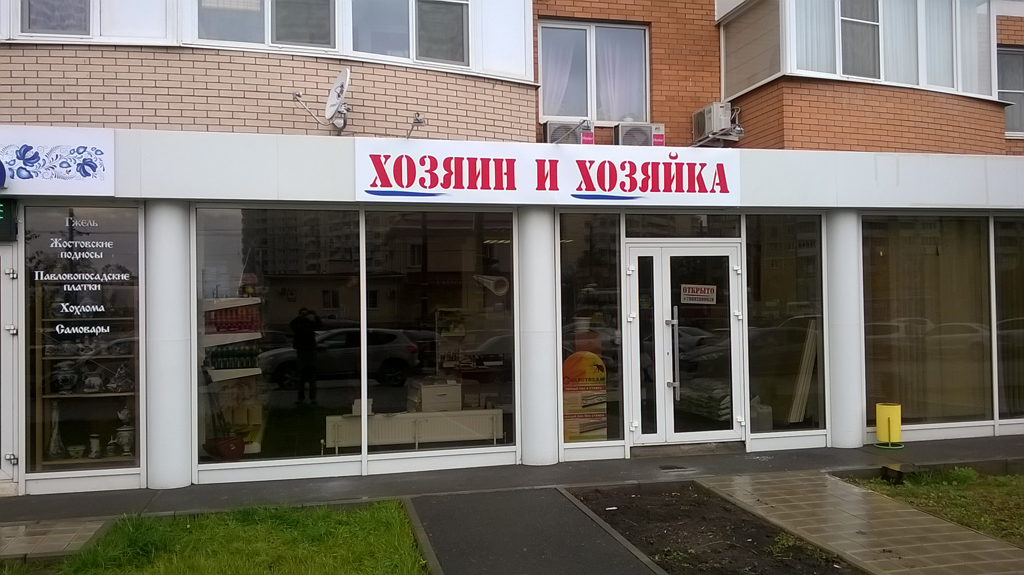 ХОЗЯИН И ХОЗЯЙКА
Гжель
Жостовские
подносы
Павловопосадские
платки
Хохлома
Самовары
ОТКРЫТО